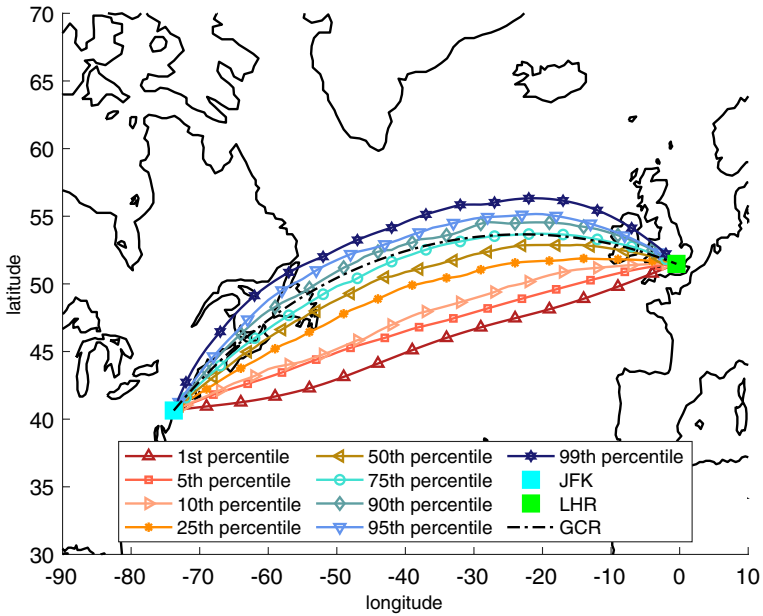 70
65
60
55
50
45
40
35
30
latitude
1st percentile
5th percentile
10th percentile
25th percentile
50th percentile
75th percentile
90th percentile
95th percentile
99th percentile
JFK
LHR
GCR
-90 -80 -70 -60 -50 -40 -30 -20 -10 0 10
longitude